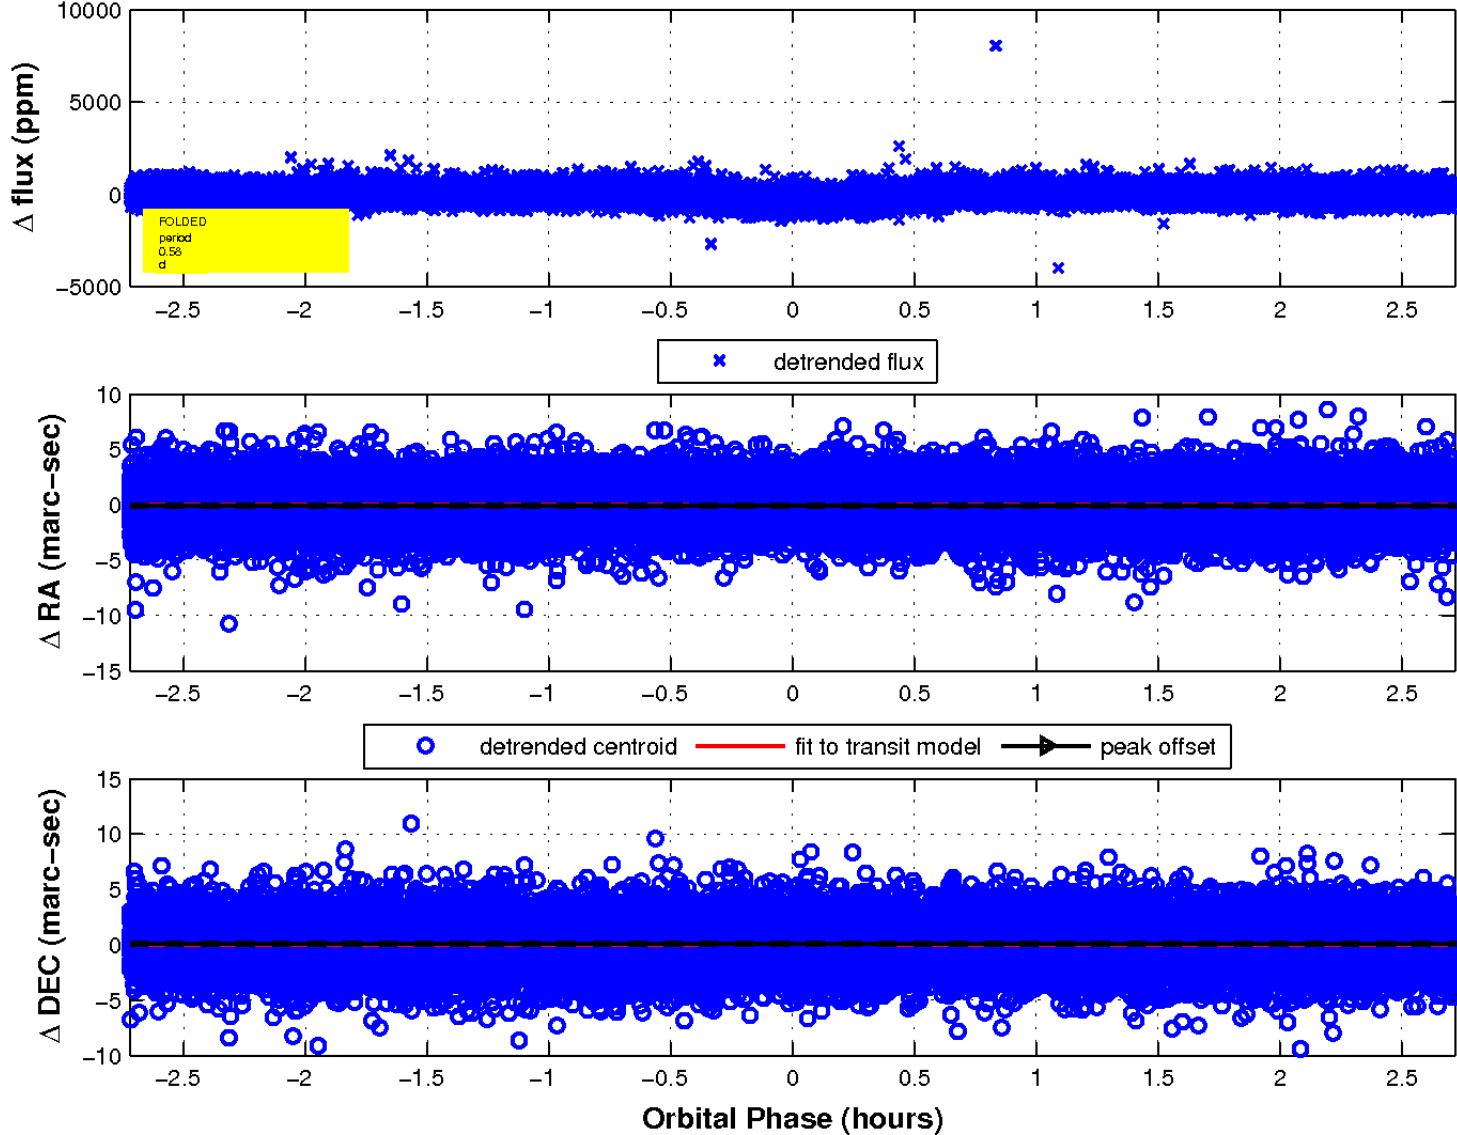 10000
5000
0
−5000
Δ flux (ppm)
FOLDED
period
0.58
d
−2.5 −2 −1.5 −1 −0.5 0 0.5 1 1.5 2 2.5
detrended flux
10
5
0
−5
−10
−15
Δ RA (marc−sec)
−2.5 −2 −1.5 −1 −0.5 0 0.5 1 1.5 2 2.5
detrended centroid fit to transit model peak offset
15
10
5
0
−5
−10
Δ DEC (marc−sec)
−2.5 −2 −1.5 −1 −0.5 0 0.5 1 1.5 2 2.5
Orbital Phase (hours)